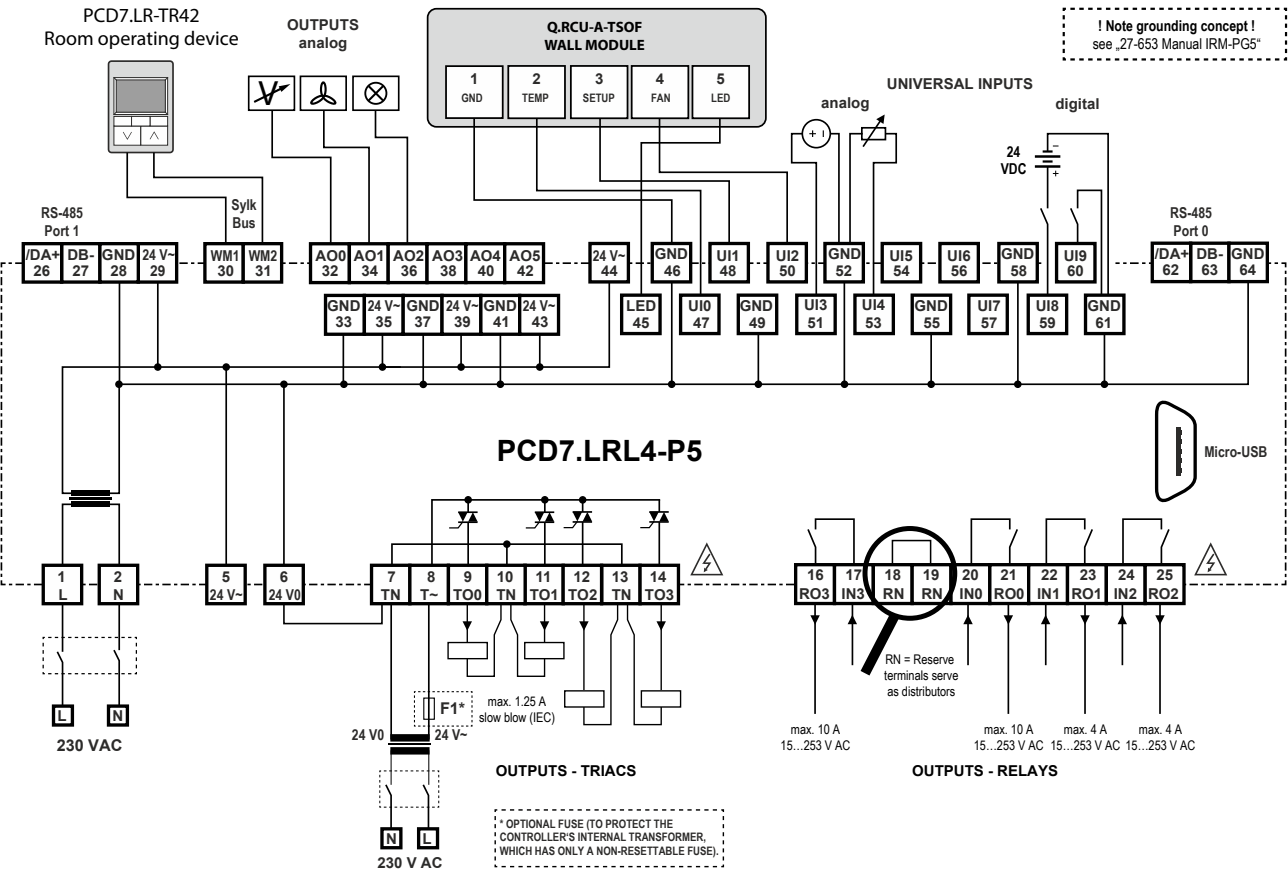 PCD7.LR-TR42
Room operating device
OUTPUTS
analog
Q.RCU-A-TSOF
WALL MODULE
1 2 3 4 5
GND TEMP SETUP FAN LED
! Note grounding concept !
see „27-653 Manual IRM-PG5“
UNIVERSAL INPUTS
analog
digital
24
VDC
Sylk
Bus
RS-485
Port 1
RS-485
Port 0
/DA+ DB- GND 24 V~ WM1 WM2 AO0 AO1 AO2 AO3 AO4 AO5 24 V~ GND UI1 UI2 GND UI5 UI6 GND UI9 /DA+ DB- GND
26 27 28 29 30 31 32 34 36 38 40 42 44 46 48 50 52 54 56 58 60 62 63 64
GND 24 V~ GND 24 V~ GND 24 V~ LED UI0 GND UI3 UI4 GND UI7 UI8 GND
33 35 37 39 41 43 45 47 49 51 53 55 57 59 61
PCD7.LRL4-P5
Micro-USB
1 2 5 6 7 8 9 10 11 12 13 14 16 17 18 19 20 21 22 23 24 25
L N 24 V~ 24 V0 TN T~ TO0 TN TO1 TO2 TN TO3 RO3 IN3 RN RN IN0 RO0 IN1 RO1 IN2 RO2
RN = Reserve
terminals serve
as distributors
L N
230 VAC
F1*
max. 1.25 A
slow blow (IEC)
24 V0 24 V~
max. 10 A max. 10 A max. 4 A max. 4 A
15...253 V AC 15...253 V AC 15...253 V AC 15...253 V AC
OUTPUTS - TRIACS
OUTPUTS - RELAYS
N L
230 V AC
* OPTIONAL FUSE (TO PROTECT THE
CONTROLLER'S INTERNAL TRANSFORMER,
WHICH HAS ONLY A NON-RESETTABLE FUSE).